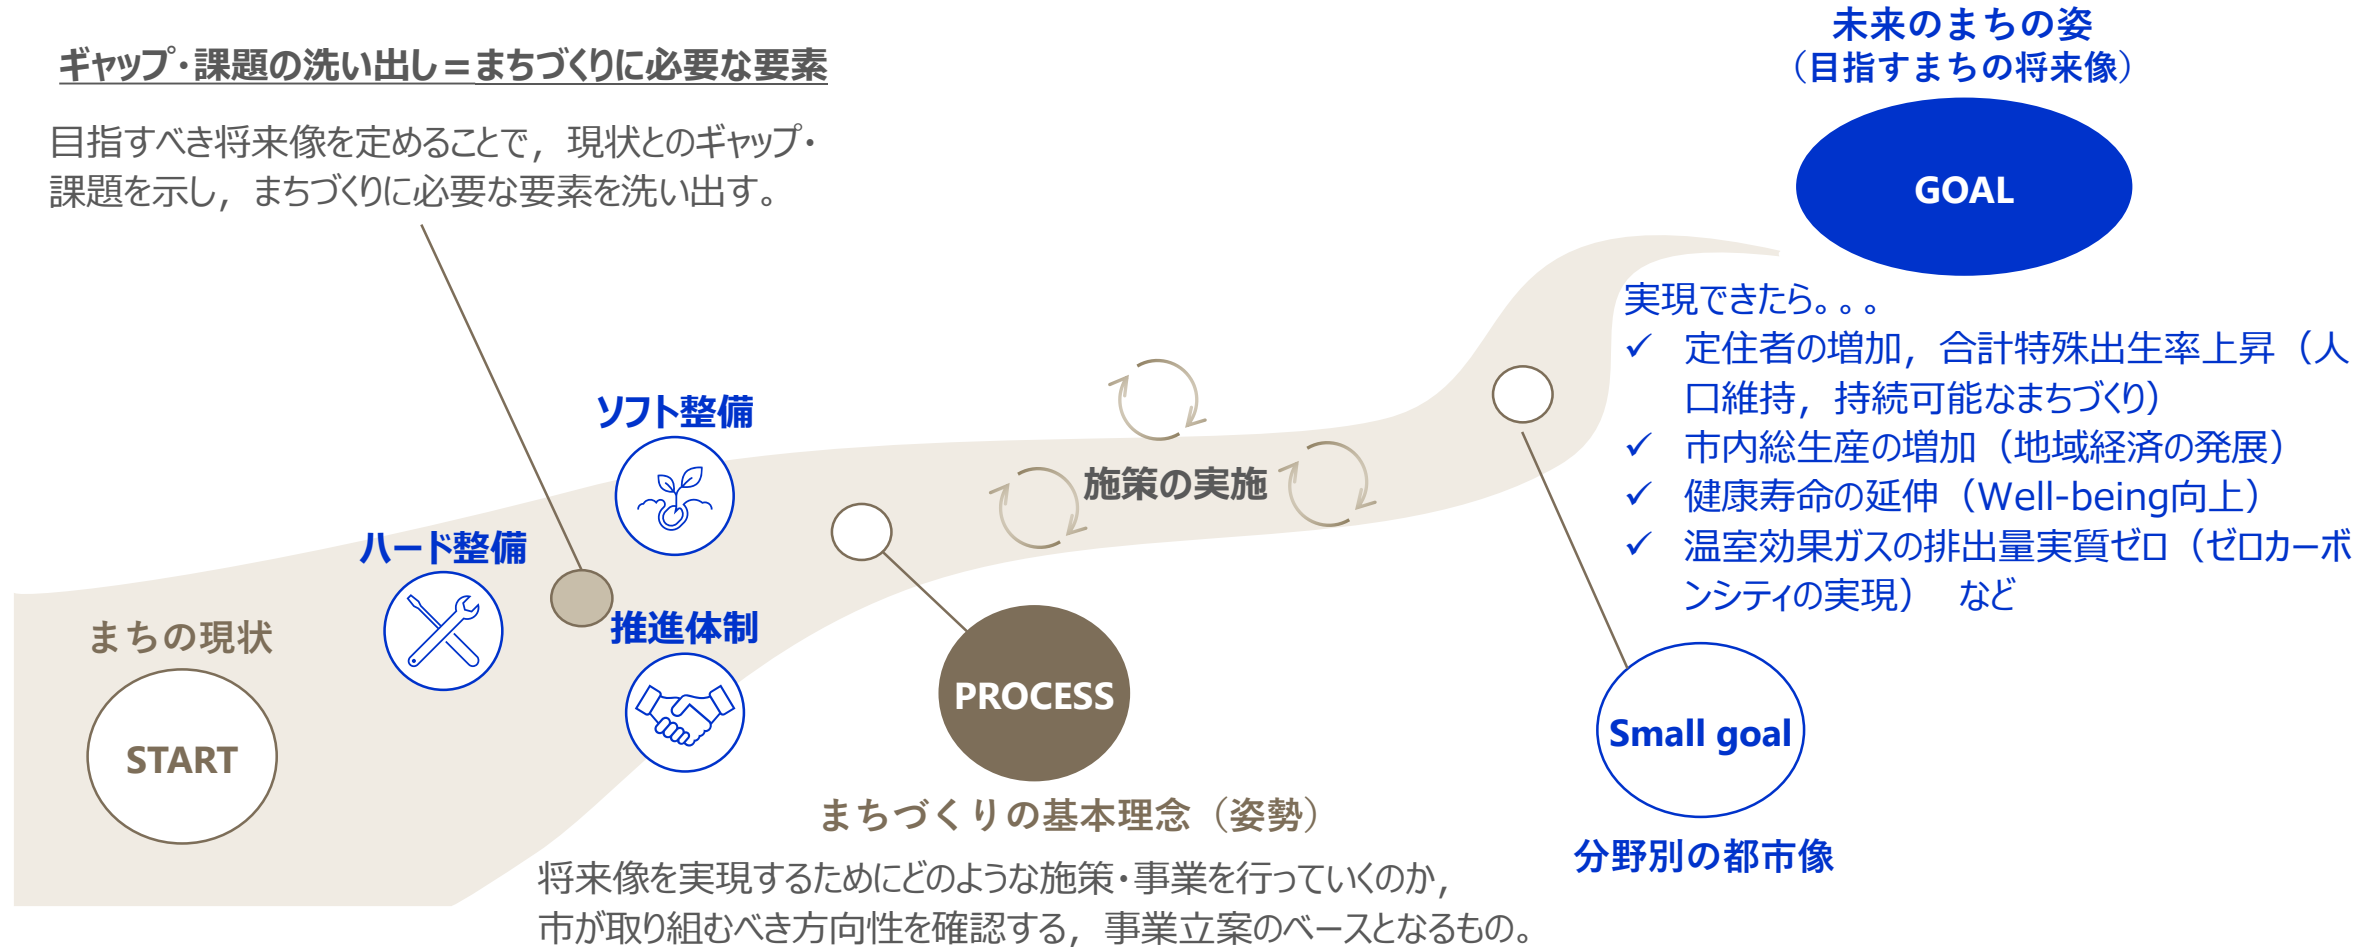 未来のまちの姿
（目指すまちの将来像）
GOAL
ギャップ・課題の洗い出し＝まちづくりに必要な要素
目指すべき将来像を定めることで，現状とのギャップ・
課題を示し，まちづくりに必要な要素を洗い出す。
実現できたら。。。
✓ 定住者の増加，合計特殊出生率上昇（人
口維持，持続可能なまちづくり）
✓ 市内総生産の増加（地域経済の発展）
✓ 健康寿命の延伸（Well-being向上）
✓ 温室効果ガスの排出量実質ゼロ（ゼロカーボ
ンシティの実現） など
ソフト整備
ハード整備
推進体制
施策の実施
まちの現状
START
PROCESS
まちづくりの基本理念（姿勢）
将来像を実現するためにどのような施策・事業を行っていくのか，
市が取り組むべき方向性を確認する，事業立案のベースとなるもの。
Small goal
分野別の都市像